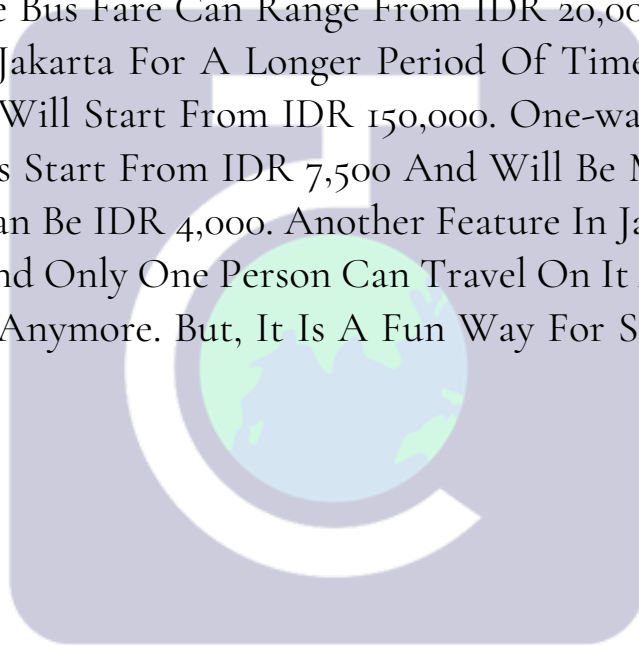 e Bus Fare Can Range From IDR 20,00
Jakarta For A Longer Period Of Time
Will Start From IDR 150,000. One-wa
s Start From IDR 7,500 And Will Be
an Be IDR 4,000. Another Feature In Ja
nd Only One Person Can Travel On It
Anymore. But, It Is A Fun Way For S